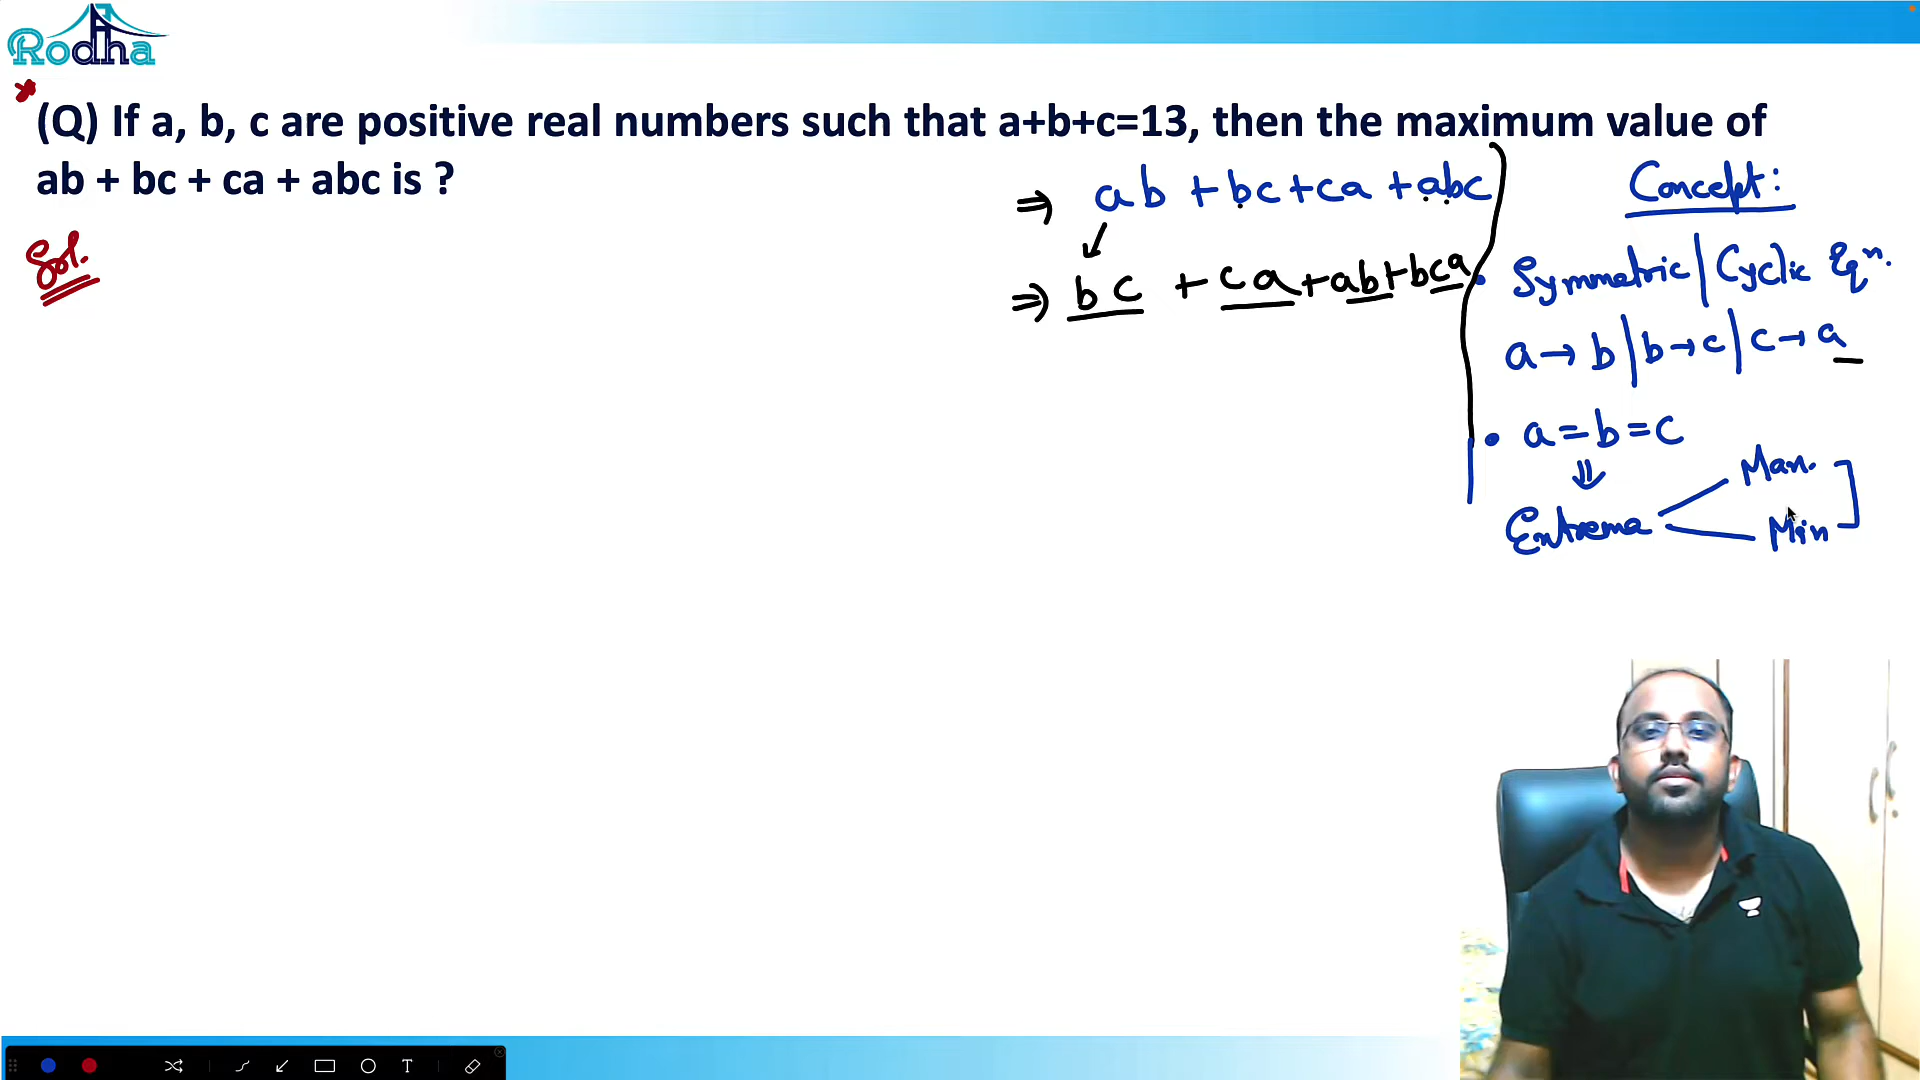 Rodha
(Q) If a, b, c are positive real numbers such that a+b+c=13, then the maximum value of
ab + bc + ca + abc is ?
Sol.
⇒ ab + bc + ca + abc
⇒ bc + ca + ab + bca
Concept:
• Symmetric | Cyclic Eqⁿ.
a → b | b → c | c → a
• a = b = c
⇓
Extrema
Max.
Min
T